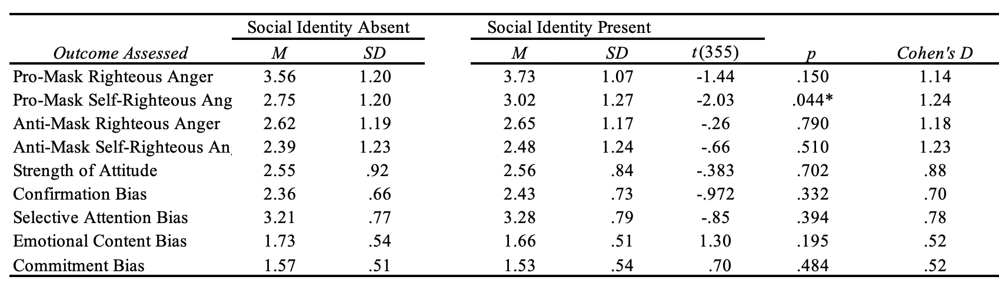 Social Identity Absent Social Identity Present
Outcome Assessed M SD M SD t(355) p Cohen's D
Pro-Mask Righteous Anger 3.56 1.20 3.73 1.07 -1.44 .150 1.14
Pro-Mask Self-Righteous Ang 2.75 1.20 3.02 1.27 -2.03 .044* 1.24
Anti-Mask Righteous Anger 2.62 1.19 2.65 1.17 -.26 .790 1.18
Anti-Mask Self-Righteous An 2.39 1.23 2.48 1.24 -.66 .510 1.23
Strength of Attitude 2.55 .92 2.56 .84 -.383 .702 .88
Confirmation Bias 2.36 .66 2.43 .73 -.972 .332 .70
Selective Attention Bias 3.21 .77 3.28 .79 -.85 .394 .78
Emotional Content Bias 1.73 .54 1.66 .51 1.30 .195 .52
Commitment Bias 1.57 .51 1.53 .54 .70 .484 .52